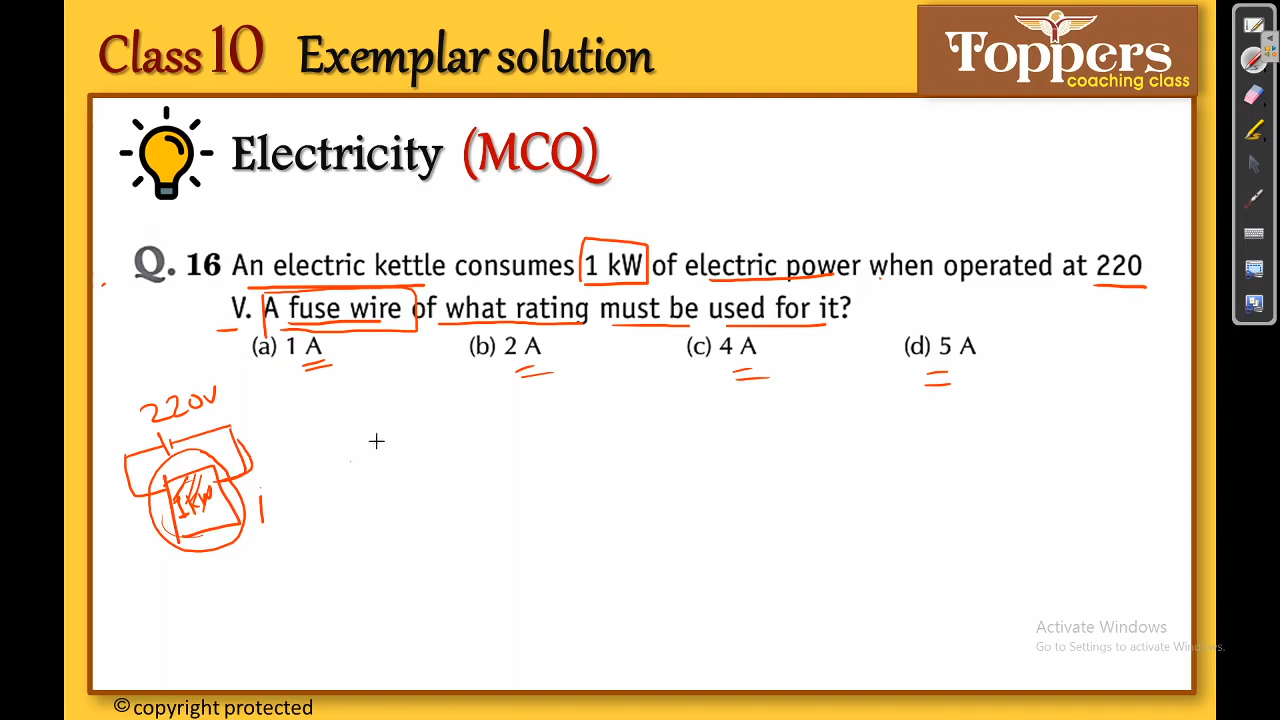 Class 10 Exemplar solution
Toppers
coaching class
Electricity (MCQ)
Q. 16 An electric kettle consumes 1 kW of electric power when operated at 220
V. A fuse wire of what rating must be used for it?
(a) 1 A (b) 2 A (c) 4 A (d) 5 A
220V
1kW
Activate Windows
Go to Settings to activate Windows.
© copyright protected